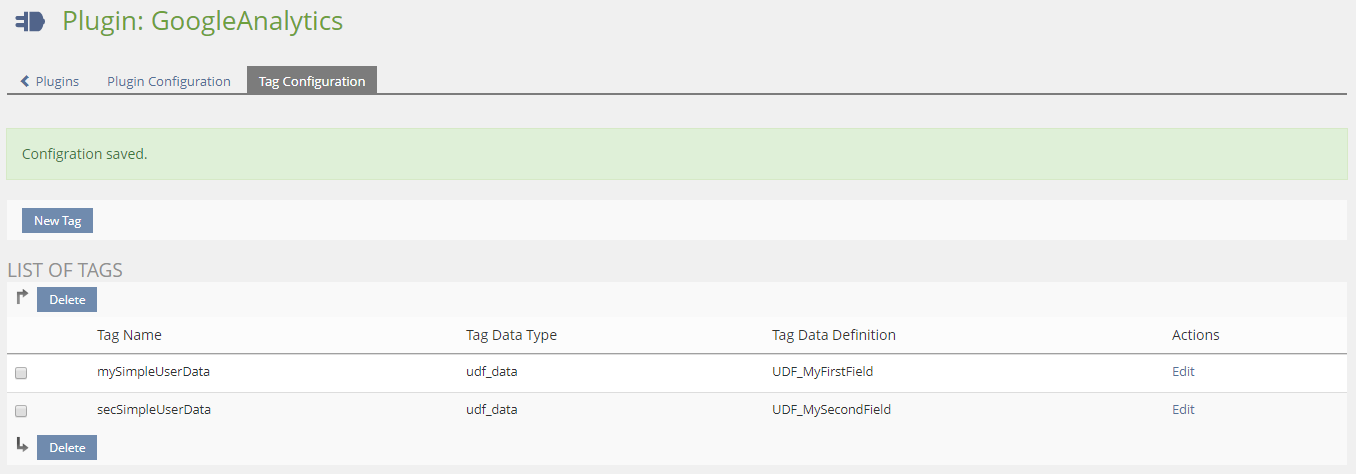 Plugin: GoogleAnalytics
Plugins Plugin Configuration Tag Configuration
Configration saved.
New Tag
LIST OF TAGS
Delete
Tag Name Tag Data Type Tag Data Definition Actions
mySimpleUserData udf_data UDF_MyFirstField Edit
secSimpleUserData udf_data UDF_MySecondField Edit
Delete